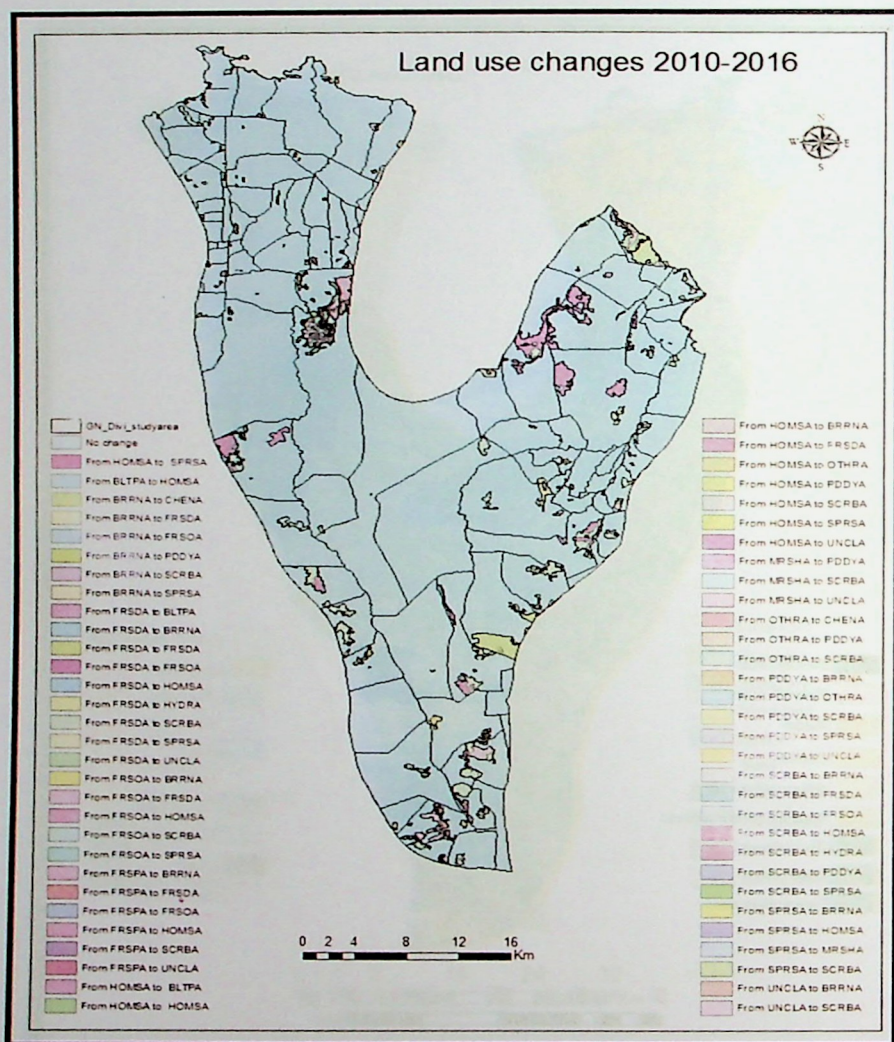 Land use changes 2010-2016
N
W E
S
GN_Divi_studyarea
No change
From HOMSA to SPRSA
From BLTPA to HOMSA
From BRRNA to CHENA
From BRRNA to FRSDA
From BRRNA to FRSOA
From BRRNA to PDDYA
From BRRNA to SCRBA
From BRRNA to SPRSA
From FRSDA to BLTPA
From FRSDA to BRRNA
From FRSDA to FRSDA
From FRSDA to FRSOA
From FRSDA to HOMSA
From FRSDA to HYDRA
From FRSDA to SCRBA
From FRSDA to SPRSA
From FRSDA to UNCLA
From FRSOA to BRRNA
From FRSOA to FRSDA
From FRSOA to HOMSA
From FRSOA to SCRBA
From FRSOA to SPRSA
From FRSPA to BRRNA
From FRSPA to FRSDA
From FRSPA to FRSOA
From FRSPA to HOMSA
From FRSPA to SCRBA
From FRSPA to UNCLA
From HOMSA to BLTPA
From HOMSA to HOMSA
From HOMSA to BRRNA
From HOMSA to FRSDA
From HOMSA to OTHRA
From HOMSA to PDDYA
From HOMSA to SCRBA
From HOMSA to SPRSA
From HOMSA to UNCLA
From MRSHA to PDDYA
From MRSHA to SCRBA
From MRSHA to UNCLA
From OTHRA to CHENA
From OTHRA to PDDYA
From OTHRA to SCRBA
From PDDYA to BRRNA
From PDDYA to OTHRA
From PDDYA to SCRBA
From PDDYA to SPRSA
From PDDYA to UNCLA
From SCRBA to BRRNA
From SCRBA to FRSDA
From SCRBA to FRSOA
From SCRBA to HOMSA
From SCRBA to HYDRA
From SCRBA to PDDYA
From SCRBA to SPRSA
From SPRSA to BRRNA
From SPRSA to HOMSA
From SPRSA to MRSHA
From SPRSA to SCRBA
From UNCLA to BRRNA
From UNCLA to SCRBA
0 2 4 8 12 16
Km